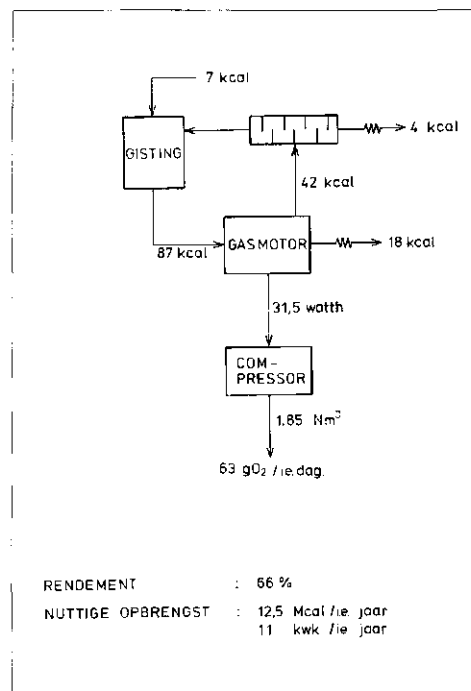 7 kcal
GISTING
4 kcal
42 kcal
87 kcal
GASMOTOR
18 kcal
31,5 watth
COM-
PRESSOR
1.85 Nm³
63 gO₂ /i.e. dag.
RENDEMENT : 66 %
NUTTIGE OPBRENGST : 12,5 Mcal /i.e. jaar
11 kwk /ie jaar